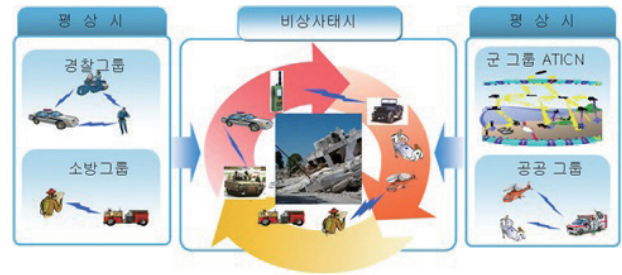 평 상 시
경찰그룹
소방그룹
비상사태시
평 상 시
군 그룹 ATICN
공공 그룹